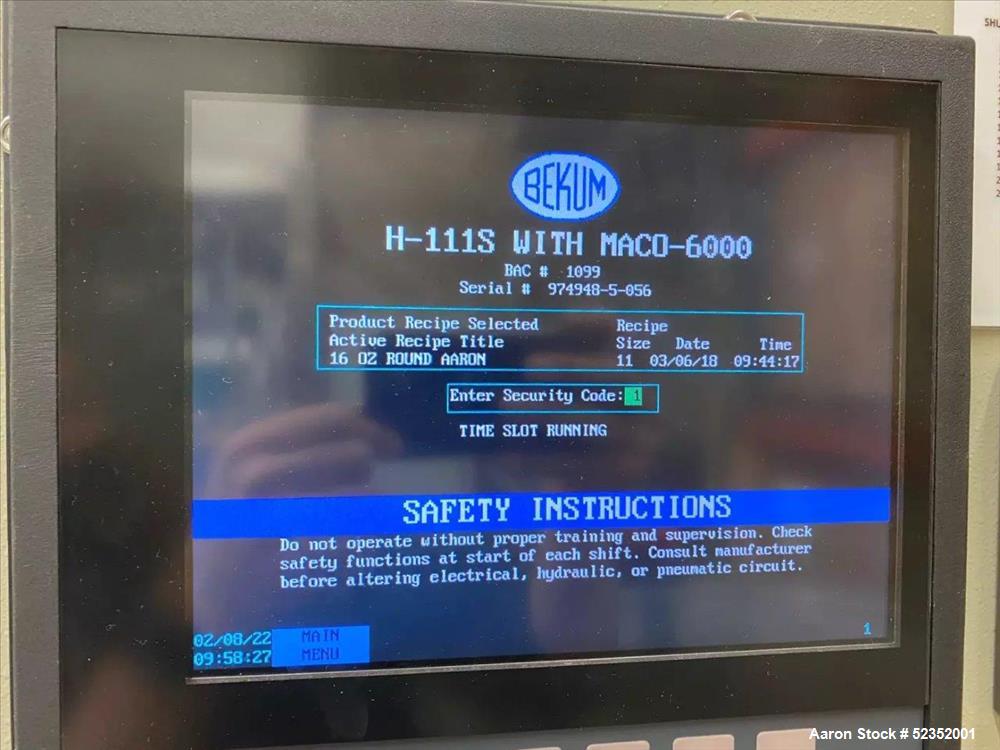 BEKUM
H-111S WITH MACO-6000
BAC # 1099
Serial # 974948-5-056
Product Recipe Selected Recipe
Active Recipe Title Size Date Time
16 OZ ROUND AARON 11 03/06/18 09:44:17
Enter Security Code: 1
TIME SLOT RUNNING
SAFETY INSTRUCTIONS
Do not operate without proper training and supervision. Check
safety functions at start of each shift. Consult manufacturer
before altering electrical, hydraulic, or pneumatic circuit.
02/08/22 MAIN 1
09:58:27 MENU
Aaron Stock # 52352001